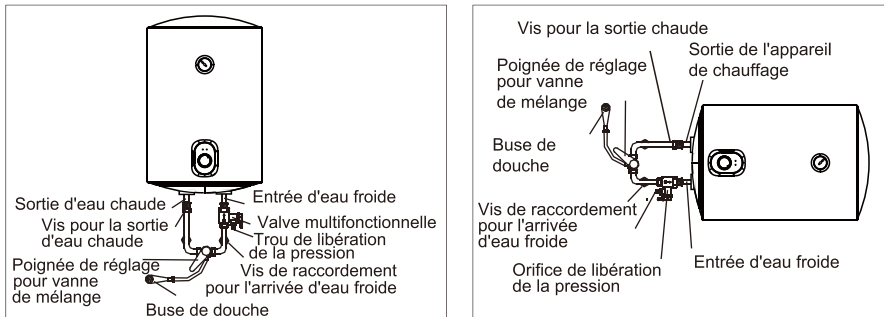 Sortie d'eau chaude
Vis pour la sortie
d'eau chaude
Poignée de réglage
pour vanne
de mélange
Buse de douche
Entrée d'eau froide
Valve multifonctionnelle
Trou de libération
de la pression
Vis de raccordement
pour l'arrivée d'eau froide
Vis pour la sortie chaude
Sortie de l'appareil
de chauffage
Poignée de réglage
pour vanne
de mélange
Buse de
douche
Vis de raccordement
pour l'arrivée
d'eau froide
Orifice de libération
de la pression
Entrée d'eau froide